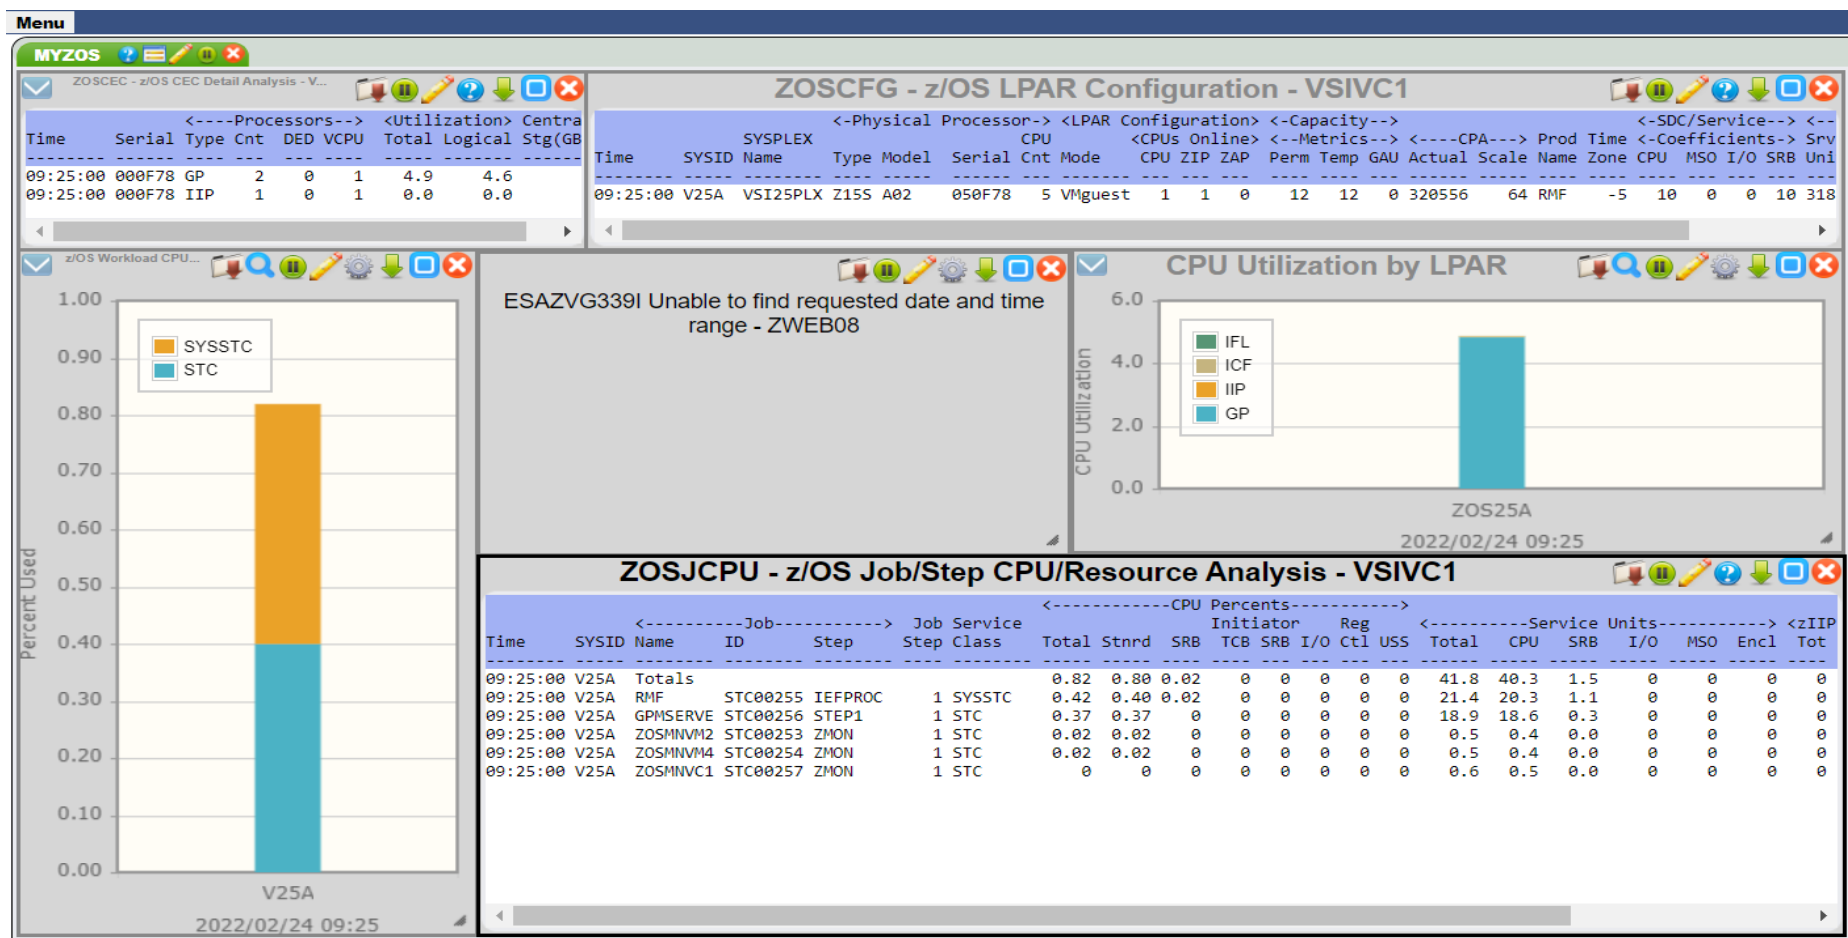 Menu
MYZOS
ZOSCEC - z/OS CEC Detail Analysis - V...
<----Processors--> <Utilization> Centra
Time Serial Type Cnt DED VCPU Total Logical Stg(GB
-------- ------ ---- --- --- ---- ----- ------- ------
09:25:00 000F78 GP 2 0 1 4.9 4.6
09:25:00 000F78 IIP 1 0 1 0.0 0.0
ZOSCFG - z/OS LPAR Configuration - VSIVC1
<-Physical Processor-> <LPAR Configuration> <-Capacity--> <-SDC/Service--> <--
SYSPLEX CPU <CPUs Online> <--Metrics--> <----CPA---> Prod Time <-Coefficients-> Srv
Time SYSID Name Type Model Serial Cnt Mode CPU ZIP ZAP Perm Temp GAU Actual Scale Name Zone CPU MSO I/O SRB Uni
-------- ----- -------- ---- ----- ------ --- -------- --- --- --- ---- ---- --- ------ ----- ---- ---- ---- --- --- --- ---
09:25:00 V25A VSI25PLX Z15S A02 050F78 5 VMguest 1 1 0 12 12 0 320556 64 RMF -5 10 0 0 10 318
z/OS Workload CPU...
1.00
SYSSTC
STC
0.90
0.80
0.70
0.60
0.50
0.40
0.30
0.20
0.10
0.00
Percent Used
V25A
2022/02/24 09:25
ESAZVG339I Unable to find requested date and time
range - ZWEB08
CPU Utilization by LPAR
6.0
4.0
2.0
0.0
CPU Utilization
IFL
ICF
IIP
GP
ZOS25A
2022/02/24 09:25
ZOSJCPU - z/OS Job/Step CPU/Resource Analysis - VSIVC1
<------------CPU Percents----------->
<----------Job-----------> Job Service Initiator Reg <----------Service Units-----------> <zIIP
Time SYSID Name ID Step Step Class Total Stnrd SRB TCB SRB I/O Ctl USS Total CPU SRB I/O MSO Encl Tot
-------- ----- -------- -------- -------- ---- -------- ----- ----- ---- ---- --- --- --- --- ----- ----- ----- ----- ----- ----- ----
09:25:00 V25A Totals 0.82 0.80 0.02 0 0 0 0 0 41.8 40.3 1.5 0 0 0 0
09:25:00 V25A RMF STC00255 IEFPROC 1 SYSSTC 0.42 0.40 0.02 0 0 0 0 0 21.4 20.3 1.1 0 0 0 0
09:25:00 V25A GPMSERVE STC00256 STEP1 1 STC 0.37 0.37 0 0 0 0 0 0 18.9 18.6 0.3 0 0 0 0
09:25:00 V25A ZOSMNVM2 STC00253 ZMON 1 STC 0.02 0.02 0 0 0 0 0 0 0.5 0.4 0.0 0 0 0 0
09:25:00 V25A ZOSMNVM4 STC00254 ZMON 1 STC 0.02 0.02 0 0 0 0 0 0 0.5 0.4 0.0 0 0 0 0
09:25:00 V25A ZOSMNVC1 STC00257 ZMON 1 STC 0 0 0 0 0 0 0 0 0.6 0.5 0.0 0 0 0 0